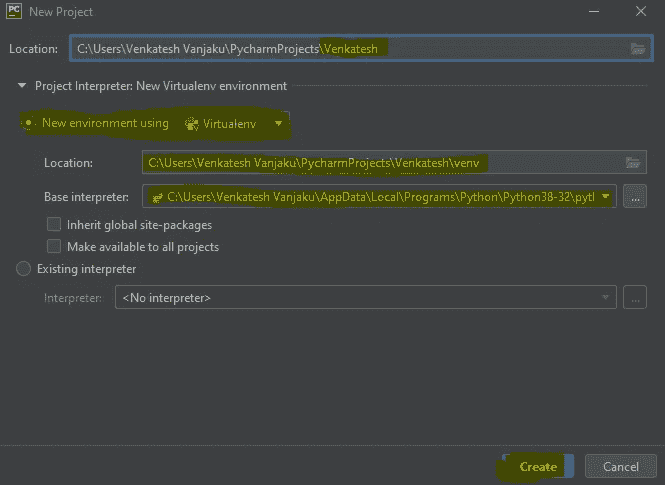 PC New Project
Location: C:\Users\Venkatesh Vanjaku\PycharmProjects\Venkatesh
Project Interpreter: New Virtualenv environment
New environment using Virtualenv
Location: C:\Users\Venkatesh Vanjaku\PycharmProjects\Venkatesh\venv
Base interpreter: C:\Users\Venkatesh Vanjaku\AppData\Local\Programs\Python\Python38-32\pytl ...
Inherit global site-packages
Make available to all projects
Existing interpreter
Interpreter: <No interpreter> ...
Create Cancel